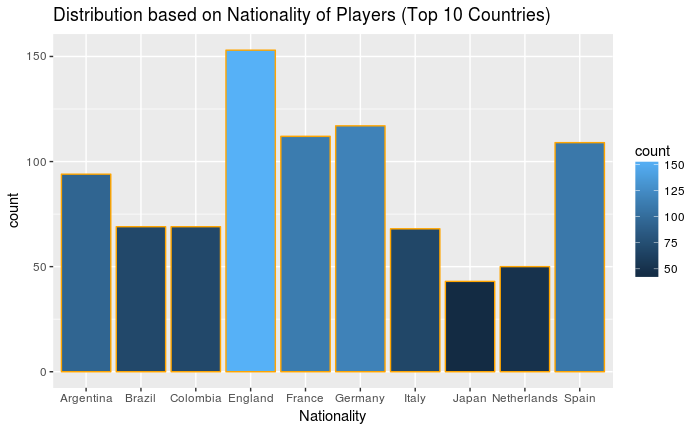 Distribution based on Nationality of Players (Top 10 Countries)
150
100
50
0
count
Argentina Brazil Colombia England France Germany Italy Japan Netherlands Spain
Nationality
count
150
125
100
75
50